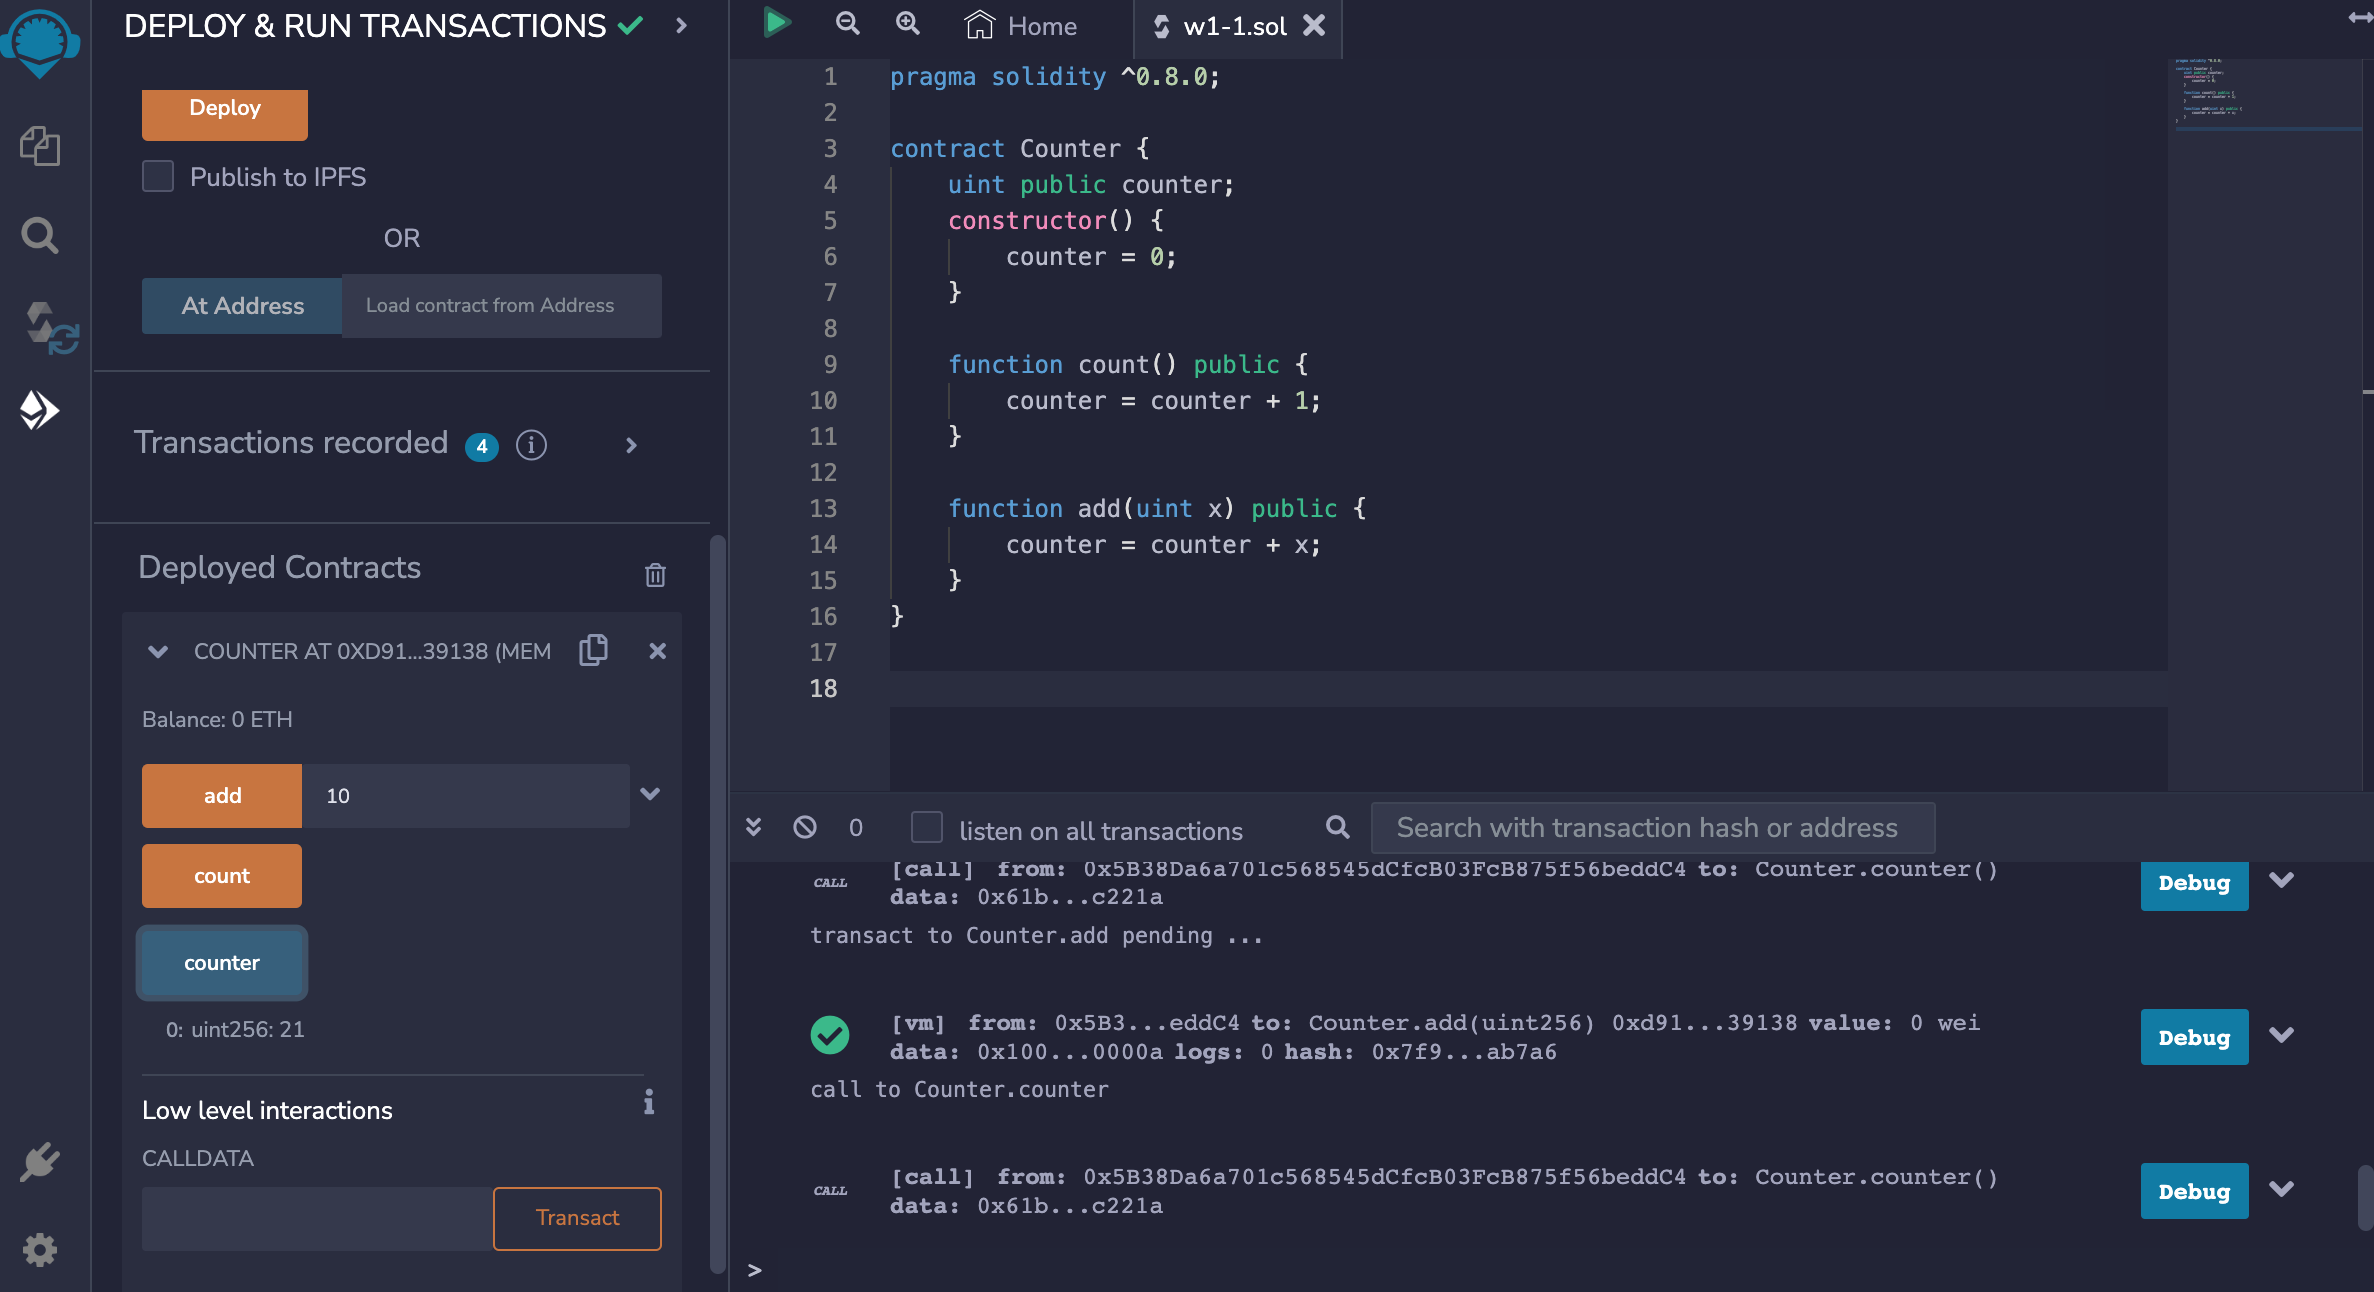 DEPLOY & RUN TRANSACTIONS
Deploy
Publish to IPFS
OR
At Address
Load contract from Address
Transactions recorded 4
Deployed Contracts
COUNTER AT 0XD91...39138 (MEM
Balance: 0 ETH
add
10
count
counter
0: uint256: 21
Low level interactions
CALLDATA
Transact
Home
w1-1.sol
1 pragma solidity ^0.8.0;
2
3 contract Counter {
4 uint public counter;
5 constructor() {
6 counter = 0;
7 }
8
9 function count() public {
10 counter = counter + 1;
11 }
12
13 function add(uint x) public {
14 counter = counter + x;
15 }
16 }
17
18
0
listen on all transactions
Search with transaction hash or address
CALL
[call] from: 0x5B38Da6a701c568545dCfcB03FcB875f56beddC4 to: Counter.counter()
data: 0x61b...c221a
Debug
transact to Counter.add pending ...
[vm] from: 0x5B3...eddC4 to: Counter.add(uint256) 0xd91...39138 value: 0 wei
data: 0x100...0000a logs: 0 hash: 0x7f9...ab7a6
Debug
call to Counter.counter
CALL
[call] from: 0x5B38Da6a701c568545dCfcB03FcB875f56beddC4 to: Counter.counter()
data: 0x61b...c221a
Debug
>